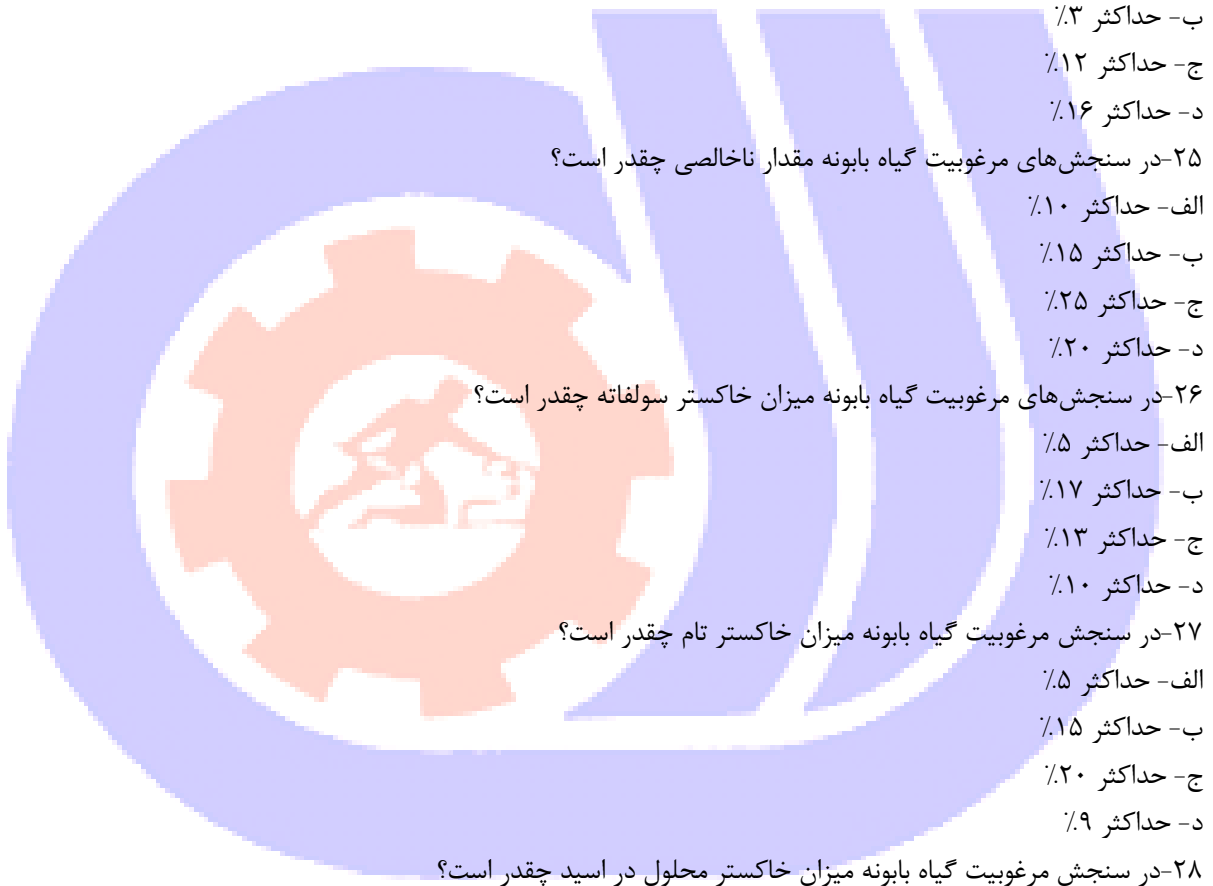 ب- حداکثر ۳٪
ج- حداکثر ۱۲٪
د- حداکثر ۱۶٪
۲۵-در سنجش‌های مرغوبیت گیاه بابونه مقدار ناخالصی چقدر است؟
الف- حداکثر ۱۰٪
ب- حداکثر ۱۵٪
ج- حداکثر ۲۵٪
د- حداکثر ۲۰٪
۲۶-در سنجش‌های مرغوبیت گیاه بابونه میزان خاکستر سولفاته چقدر است؟
الف- حداکثر ۵٪
ب- حداکثر ۱۷٪
ج- حداکثر ۱۳٪
د- حداکثر ۱۰٪
۲۷-در سنجش مرغوبیت گیاه بابونه میزان خاکستر تام چقدر است؟
الف- حداکثر ۵٪
ب- حداکثر ۱۵٪
ج- حداکثر ۲۰٪
د- حداکثر ۹٪
۲۸-در سنجش مرغوبیت گیاه بابونه میزان خاکستر محلول در اسید چقدر است؟